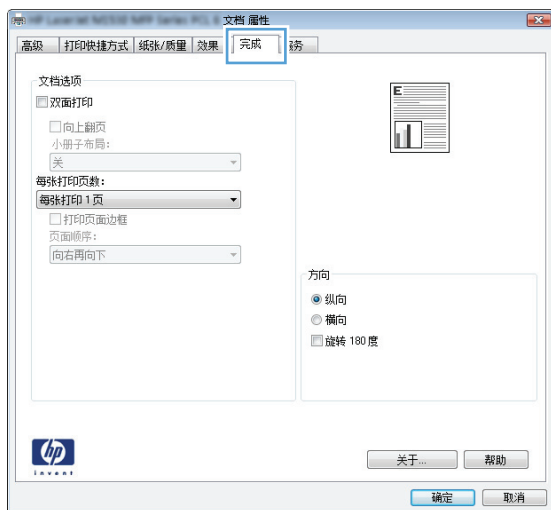 文档 属性
高级 打印快捷方式 纸张/质量 效果 完成 服务
文档选项
双面打印
向上翻页
小册子布局:
关
每张打印页数:
每张打印 1 页
打印页面边框
页面顺序:
向右再向下
E
方向
纵向
横向
旋转 180 度
hp
invent
关于... 帮助
确定 取消